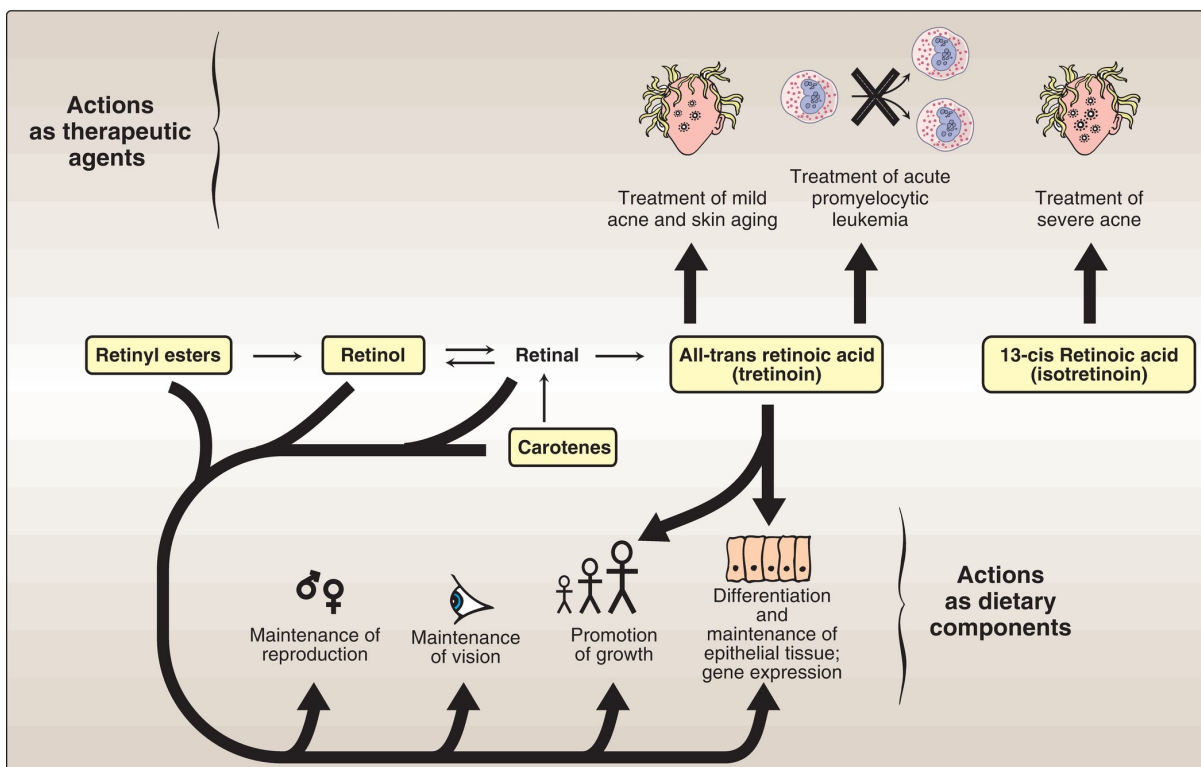 Actions
as therapeutic
agents
Treatment of mild
acne and skin aging
Treatment of acute
promyelocytic
leukemia
Treatment of
severe acne
Retinyl esters
Retinol
Retinal
All-trans retinoic acid
(tretinoin)
13-cis Retinoic acid
(isotretinoin)
Carotenes
Maintenance of
reproduction
Maintenance
of vision
Promotion
of growth
Differentiation
and
maintenance of
epithelial tissue;
gene expression
Actions
as dietary
components